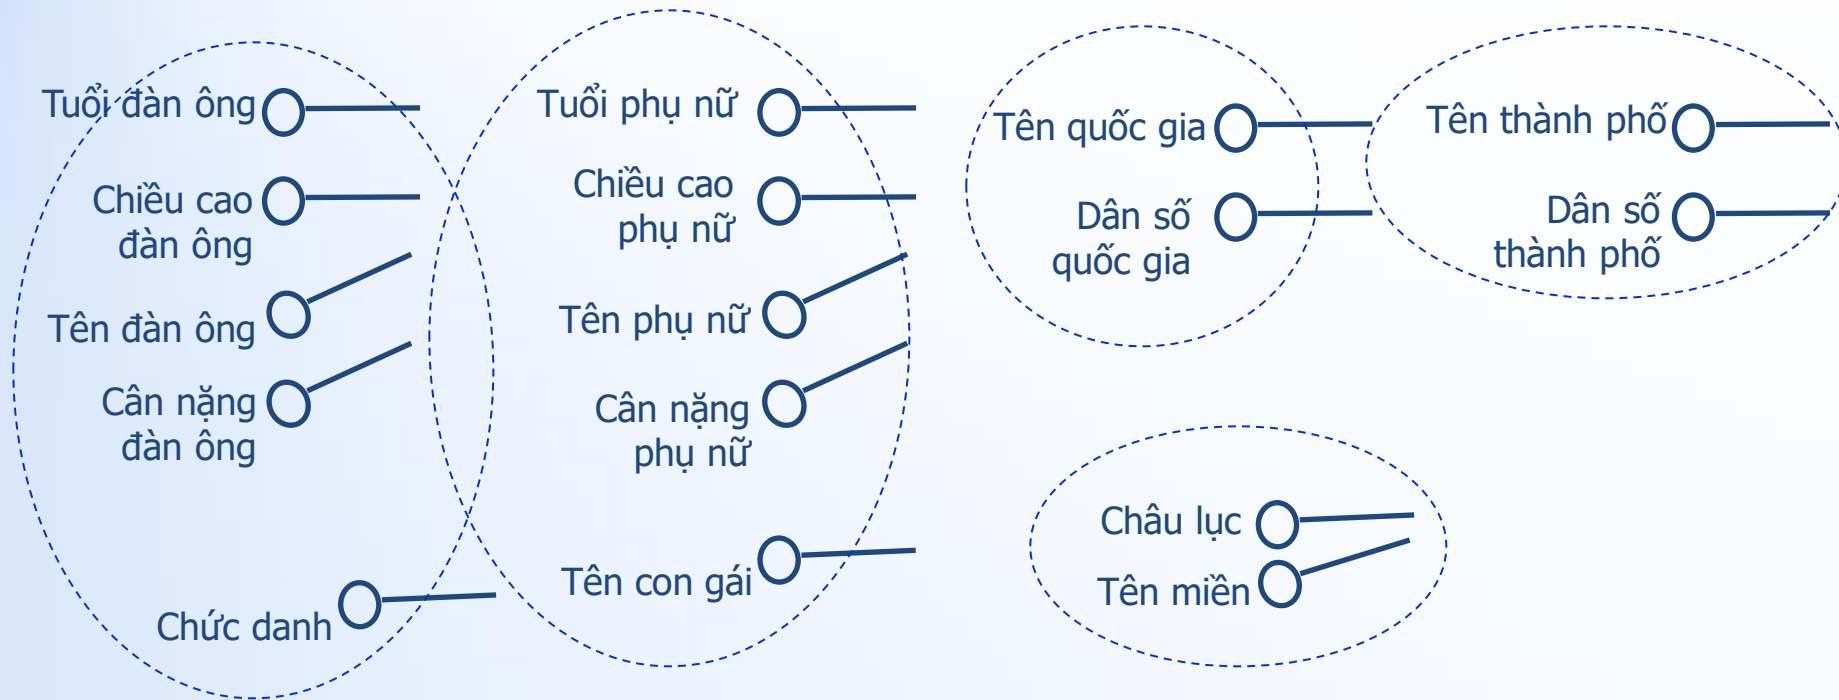 Tuổi đàn ông
Chiều cao
đàn ông
Tên đàn ông
Cân nặng
đàn ông
Chức danh
Tuổi phụ nữ
Chiều cao
phụ nữ
Tên phụ nữ
Cân nặng
phụ nữ
Tên con gái
Tên quốc gia
Dân số
quốc gia
Tên thành phố
Dân số
thành phố
Châu lục
Tên miền